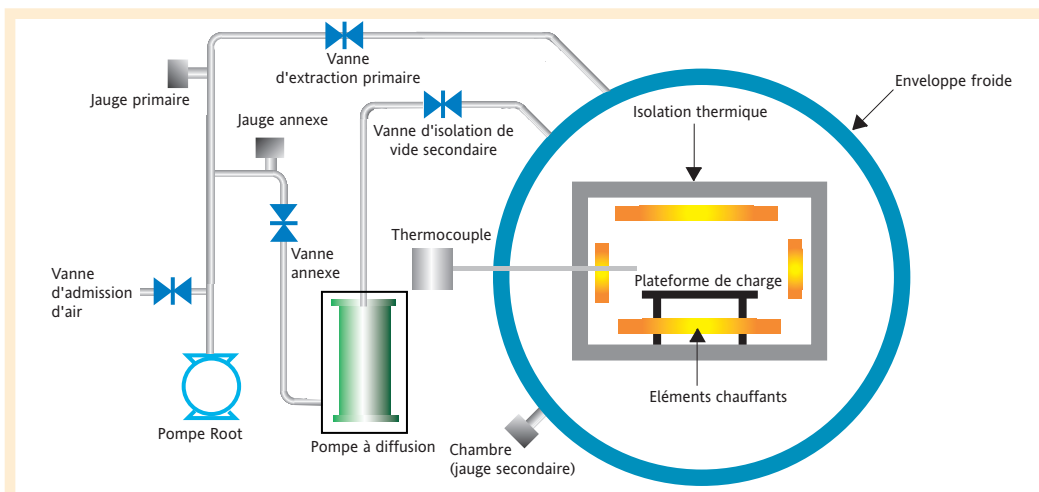 Vanne
d'extraction primaire
Jauge primaire
Enveloppe froide
Jauge annexe
Isolation thermique
Vanne d'isolation de
vide secondaire
Thermocouple
Vanne
annexe
Vanne
d'admission
d'air
Plateforme de charge
Eléments chauffants
Pompe Root
Pompe à diffusion
Chambre
(jauge secondaire)